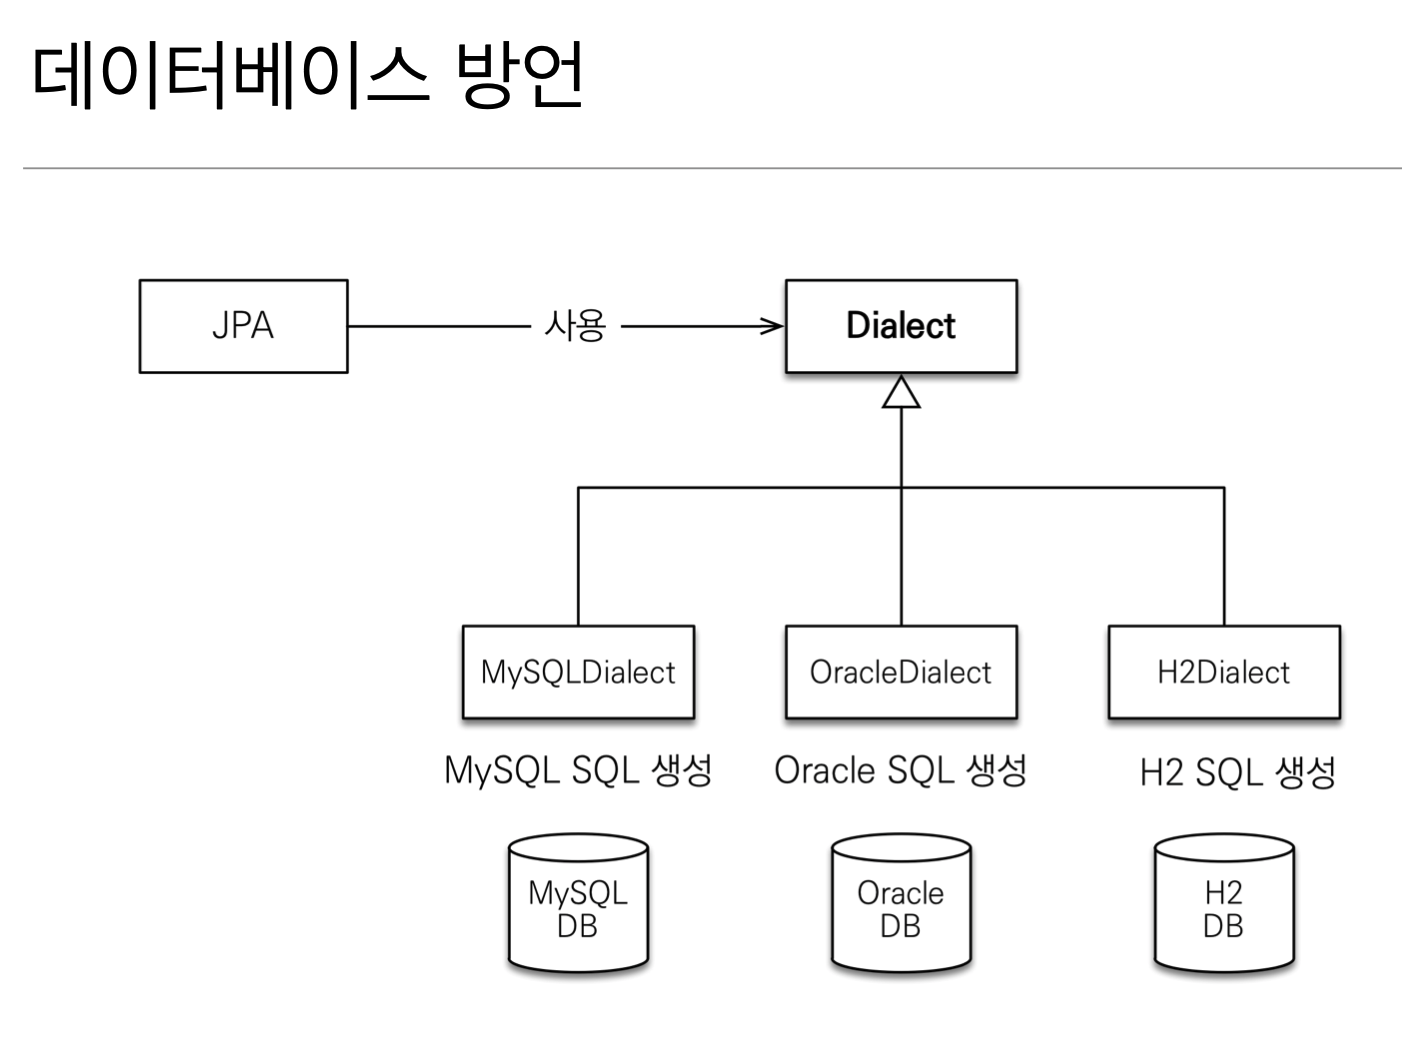 데이터베이스 방언
JPA
사용
Dialect
MySQLDialect
OracleDialect
H2Dialect
MySQL SQL 생성
Oracle SQL 생성
H2 SQL 생성
MySQL
DB
Oracle
DB
H2
DB